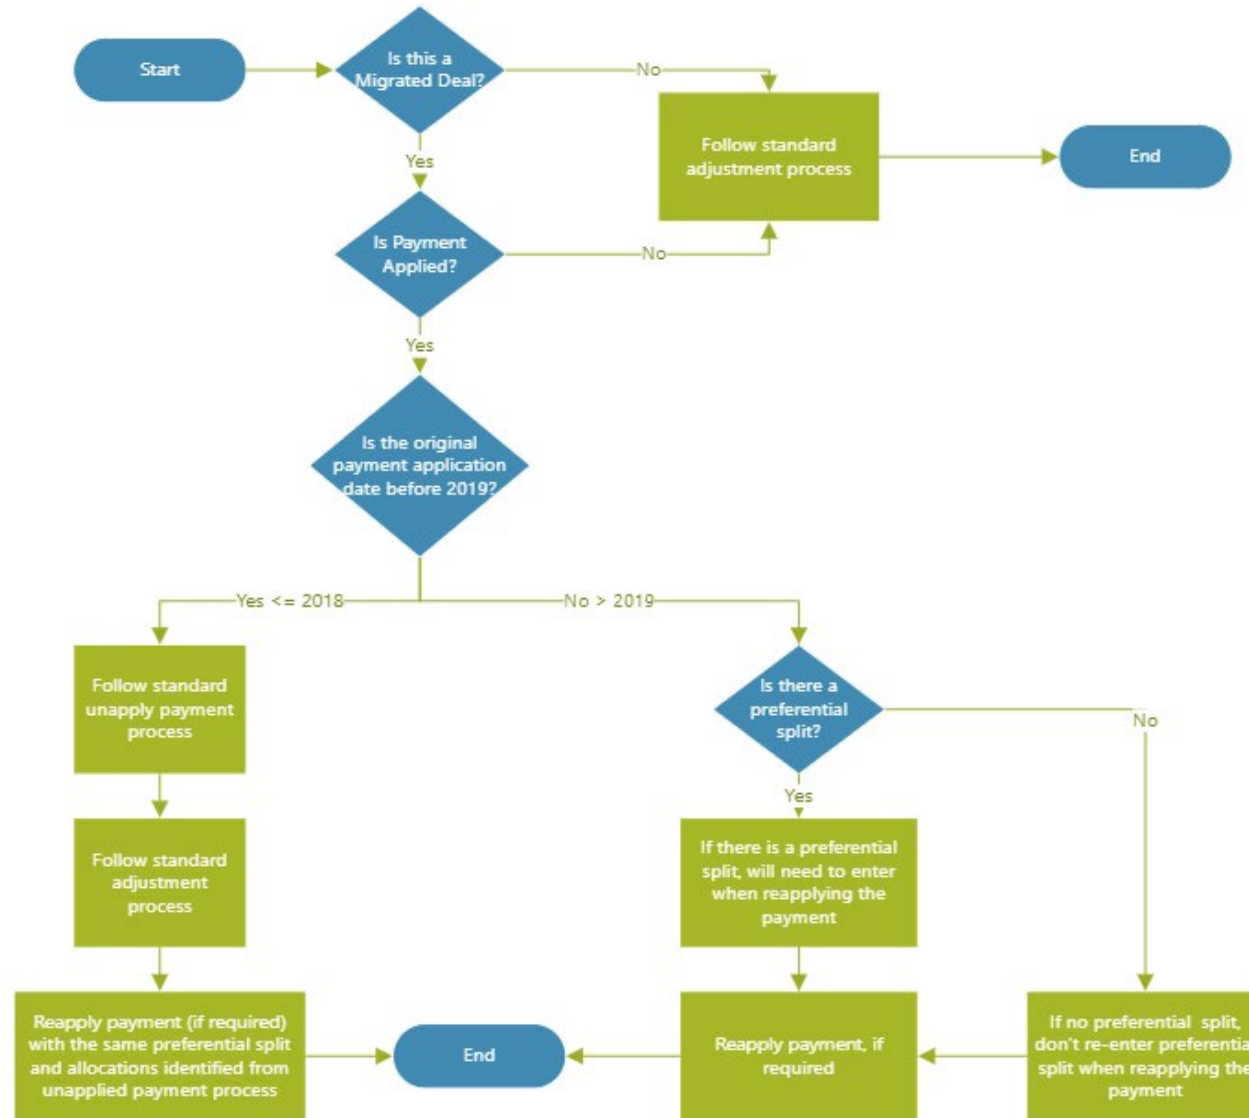 Start
Is this a
Migrated Deal?
No
Follow standard
adjustment process
End
Yes
Is Payment
Applied?
No
Yes
Is the original
payment application
date before 2019?
Yes <= 2018
No > 2019
Follow standard
unapply payment
process
Is there a
preferential
split?
No
Yes
Follow standard
adjustment
process
If there is a preferential
split, will need to enter
when reapplying the
payment
Reapply payment (if required)
with the same preferential split
and allocations identified from
unapplied payment process
End
Reapply payment, if
required
If no preferential split,
don't re-enter preferential
split when reapplying the
payment